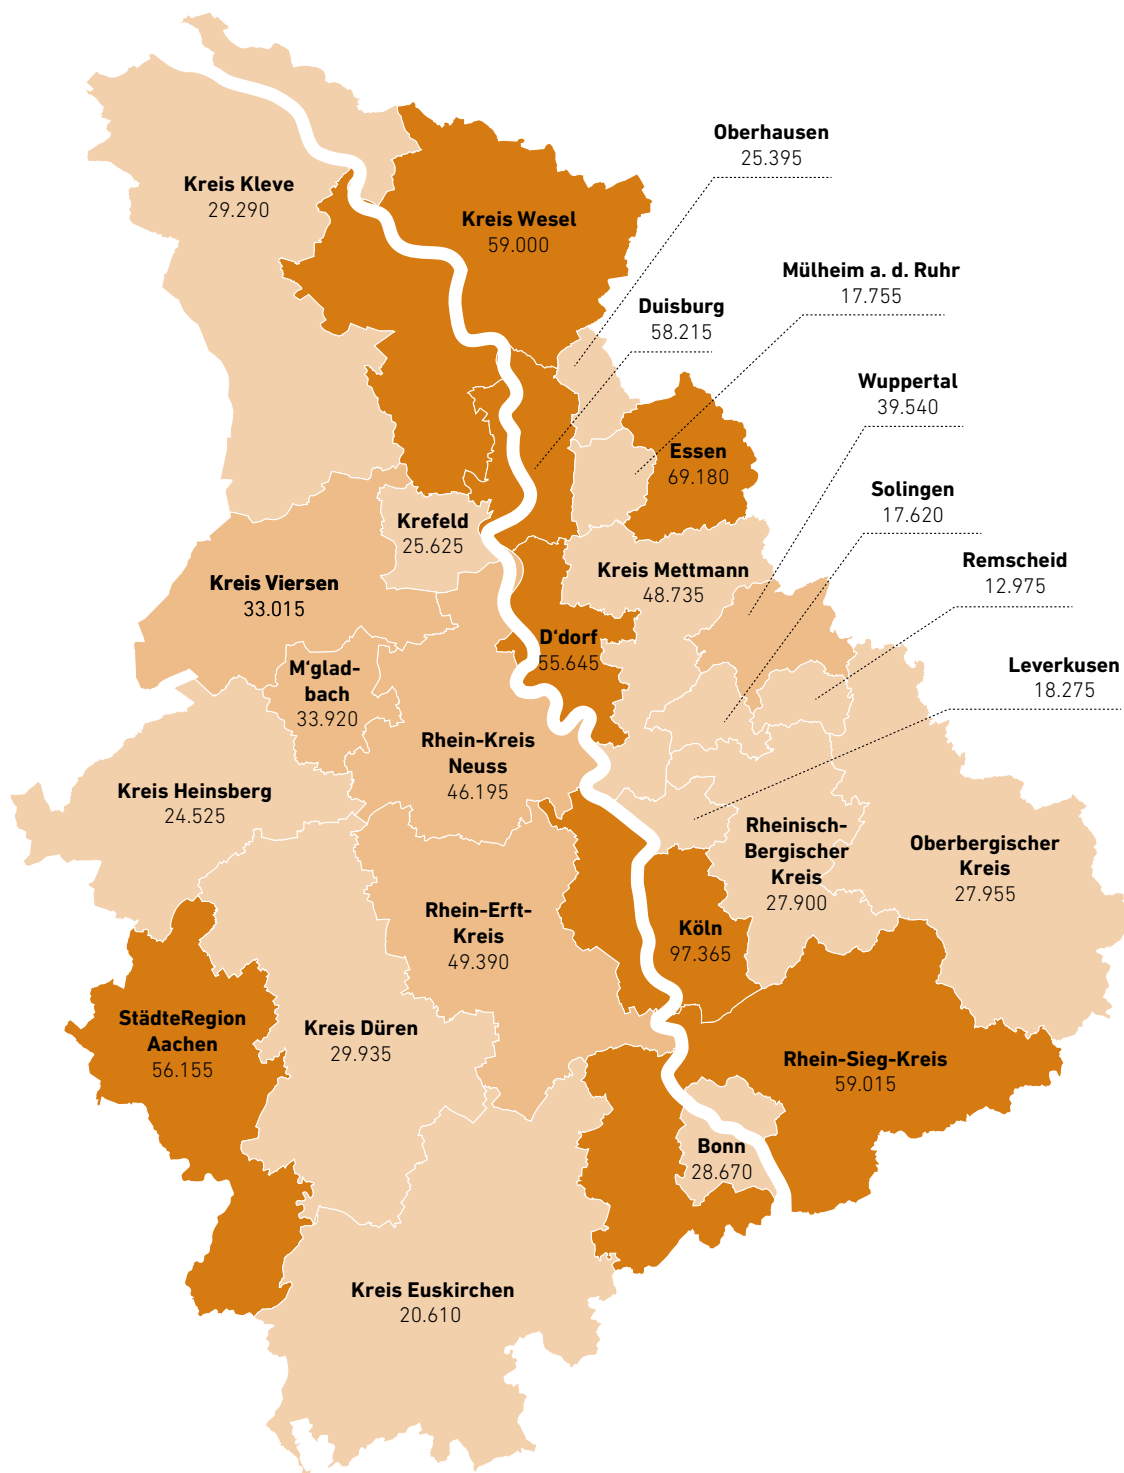 Oberhausen
25.395
Kreis Kleve
29.290
Kreis Wesel
59.000
Mülheim a. d. Ruhr
17.755
Duisburg
58.215
Wuppertal
39.540
Essen
69.180
Solingen
17.620
Krefeld
25.625
Remscheid
12.975
Kreis Mettmann
48.735
Kreis Viersen
33.015
D‘dorf
55.645
M‘glad-
bach
33.920
Leverkusen
18.275
Rhein-Kreis
Neuss
46.195
Kreis Heinsberg
24.525
Rheinisch-
Bergischer
Kreis
27.900
Oberbergischer
Kreis
27.955
Rhein-Erft-
Kreis
49.390
Köln
97.365
StädteRegion
Aachen
56.155
Kreis Düren
29.935
Rhein-Sieg-Kreis
59.015
Bonn
28.670
Kreis Euskirchen
20.610